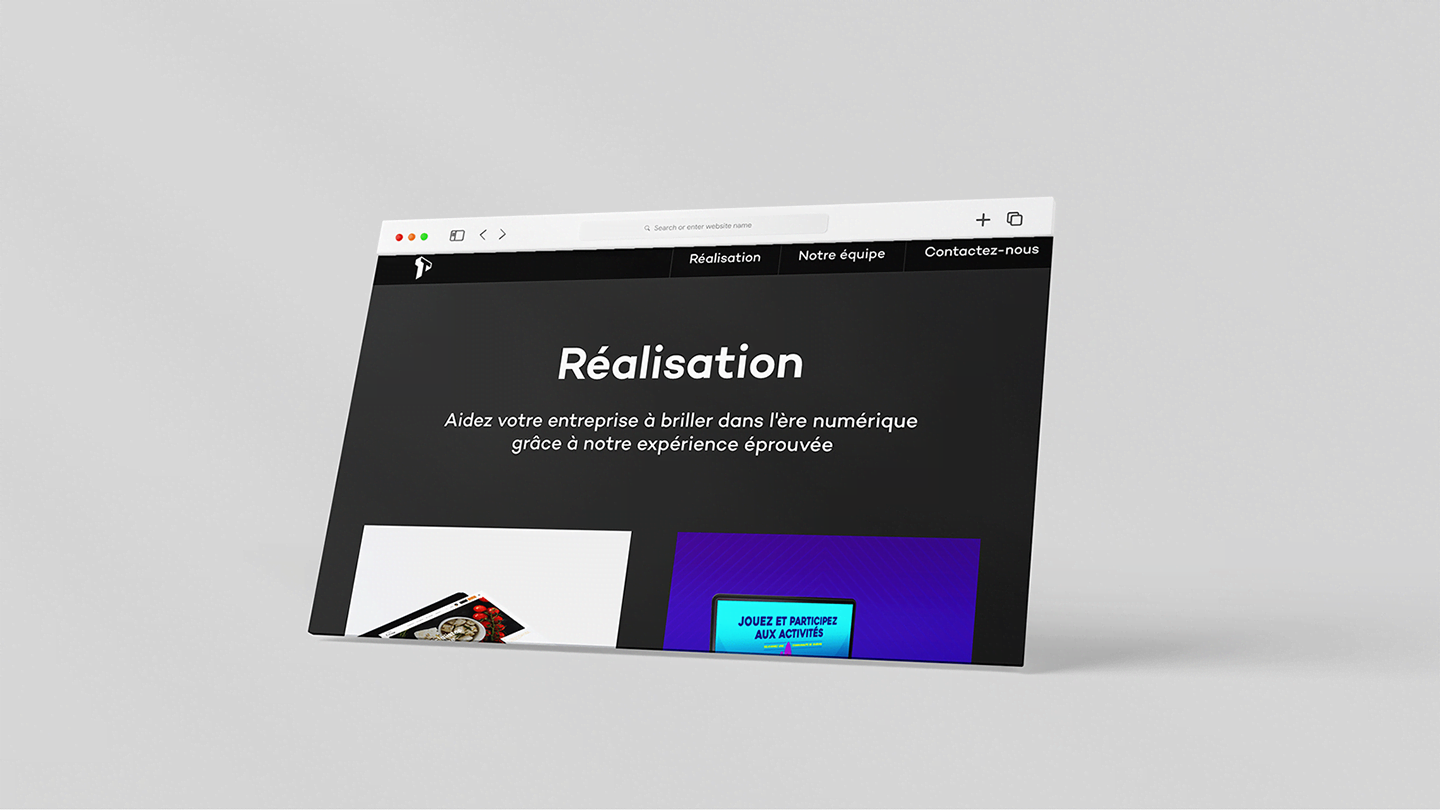 Search or enter website name
Réalisation
Notre équipe
Contactez-nous
Réalisation
Aidez votre entreprise à briller dans l'ère numérique
grâce à notre expérience éprouvée
JOUEZ ET PARTICIPEZ
AUX ACTIVITÉS